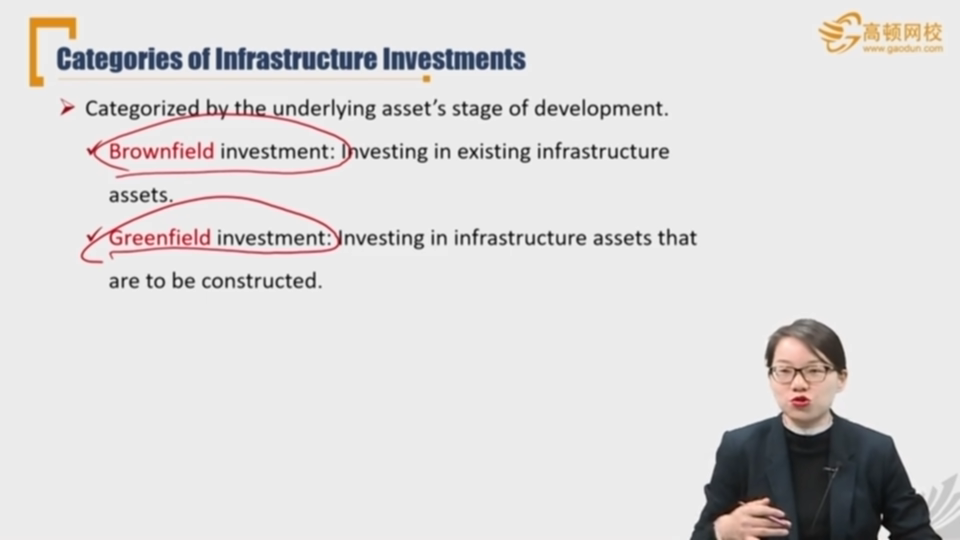 高顿网校
www.gaodun.com
Categories of Infrastructure Investments
Categorized by the underlying asset's stage of development.
Brownfield investment: Investing in existing infrastructure
assets.
Greenfield investment: Investing in infrastructure assets that
are to be constructed.